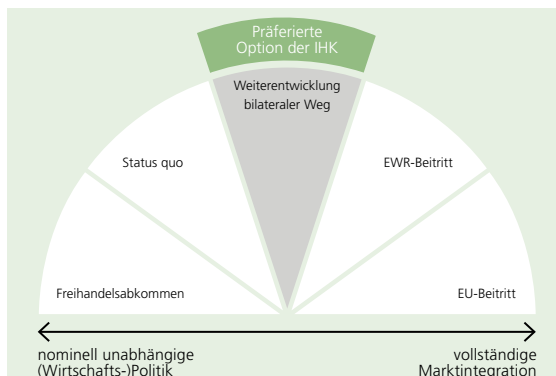 Präferierte
Option der IHK
Weiterentwicklung
bilateraler Weg
Status quo
EWR-Beitritt
Freihandelsabkommen
EU-Beitritt
nominell unabhängige
(Wirtschafts-)Politik
vollständige
Marktintegration